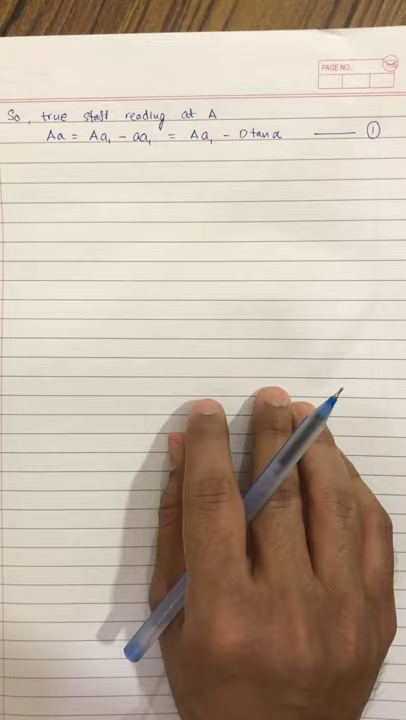 PAGE NO.:
So, true staff reading at A
Aa = Aa₁ - aa₁ = Aa₁ - D tan α —— ①